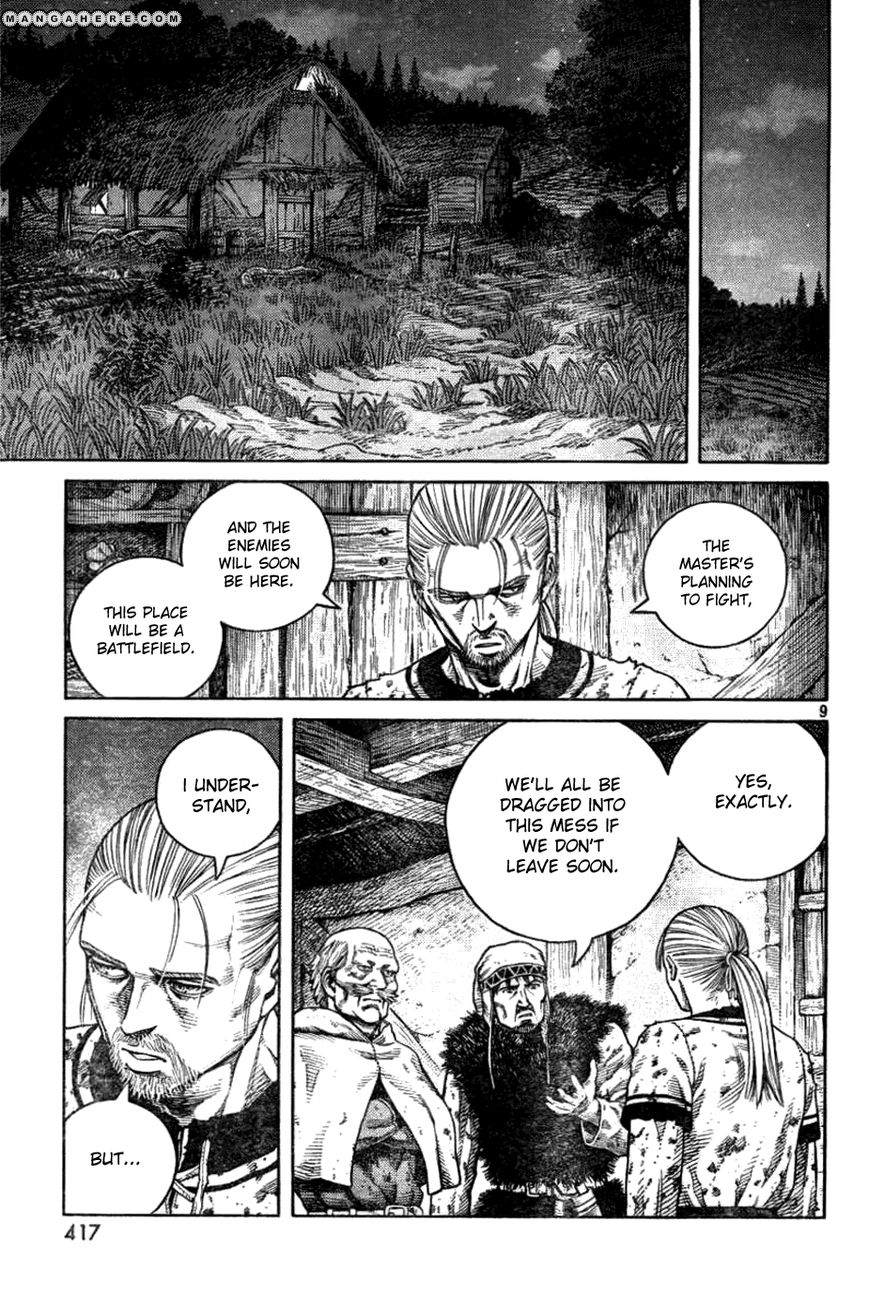 MANGAHERE.COM
THE
MASTER'S
PLANNING
TO FIGHT,
AND THE
ENEMIES
WILL SOON
BE HERE.
THIS PLACE
WILL BE A
BATTLEFIELD.
9
YES,
EXACTLY.
WE'LL ALL BE
DRAGGED INTO
THIS MESS IF
WE DON'T
LEAVE SOON.
I UNDER-
STAND,
BUT...
417